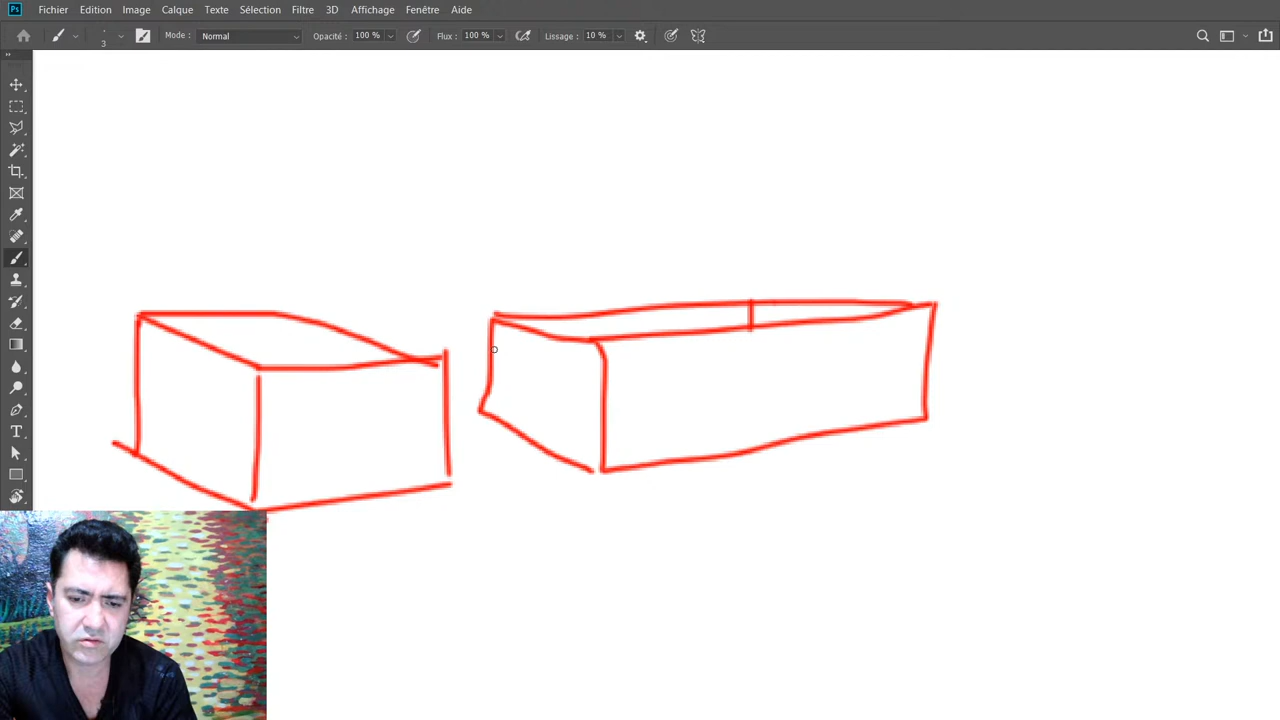 Ps Fichier Edition Image Calque Texte Sélection Filtre 3D Affichage Fenêtre Aide
3 Mode : Normal Opacité : 100 % Flux : 100 % Lissage : 10 %